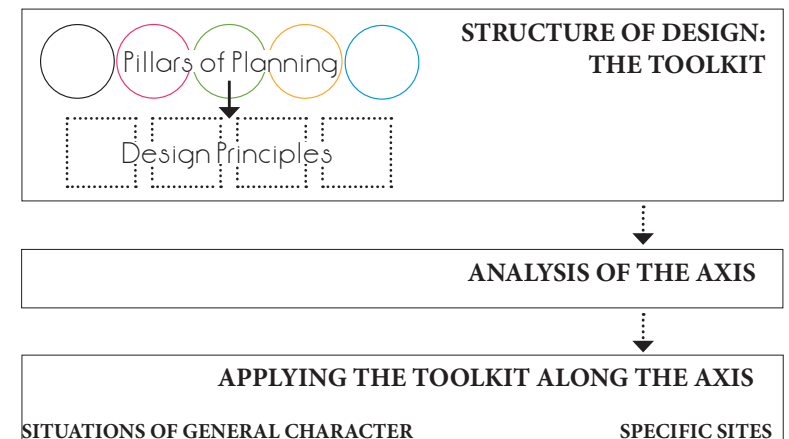 STRUCTURE OF DESIGN:
THE TOOLKIT
Pillars of Planning
Design Principles
ANALYSIS OF THE AXIS
APPLYING THE TOOLKIT ALONG THE AXIS
SITUATIONS OF GENERAL CHARACTER
SPECIFIC SITES